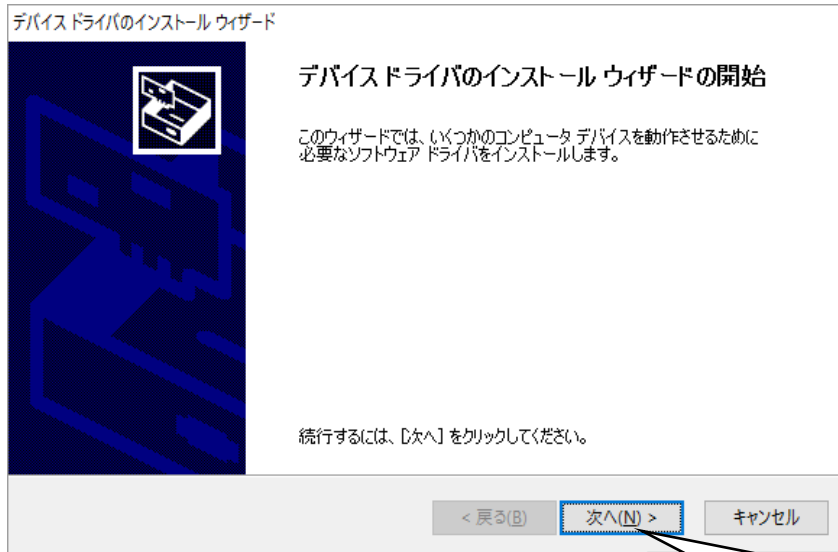 デバイス ドライバのインストール ウィザード
デバイス ドライバのインストール ウィザードの開始
このウィザードでは、いくつかのコンピュータ デバイスを動作させるために
必要なソフトウェア ドライバをインストールします。
続行するには、[次へ] をクリックしてください。
< 戻る(B)
次へ(N) >
キャンセル